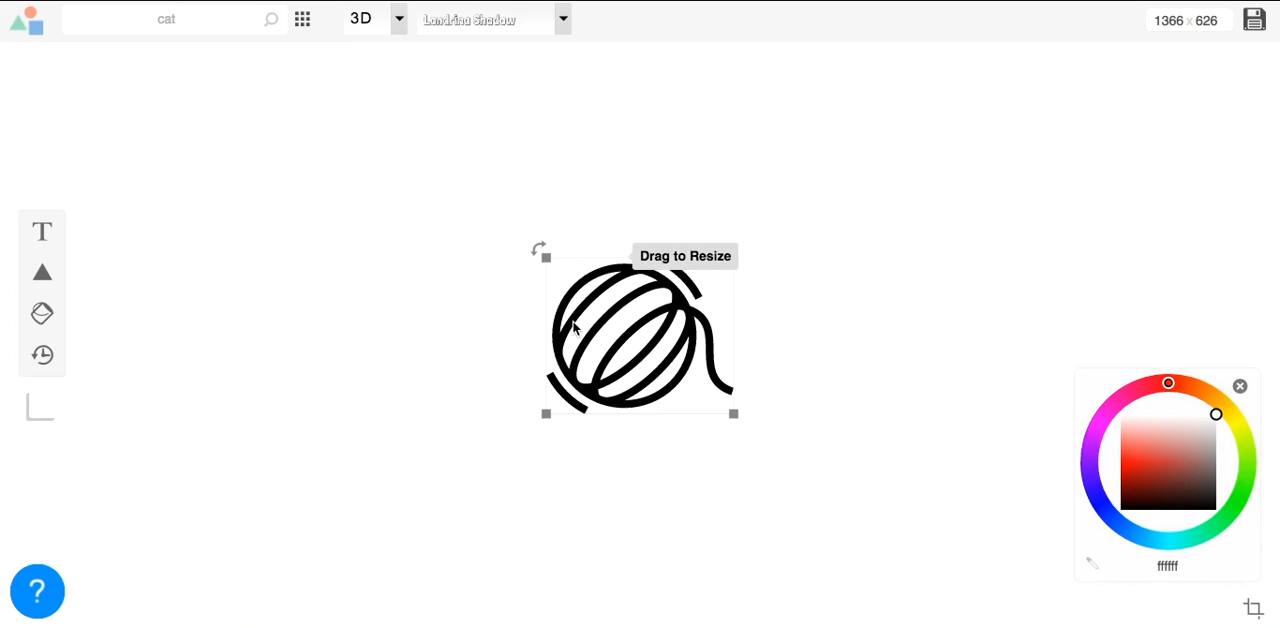 cat
3D
Londrina Shadow
1366 x 626
Drag to Resize
T
ffffff
?